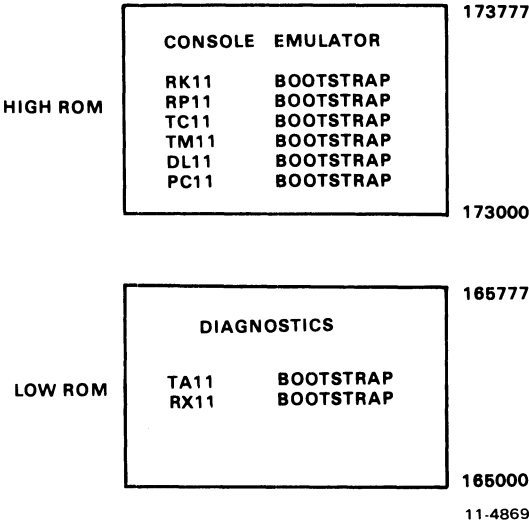 173777
CONSOLE EMULATOR
RK11 BOOTSTRAP
RP11 BOOTSTRAP
HIGH ROM
TC11 BOOTSTRAP
TM11 BOOTSTRAP
DL11 BOOTSTRAP
PC11 BOOTSTRAP
173000
165777
DIAGNOSTICS
TA11 BOOTSTRAP
LOW ROM
RX11 BOOTSTRAP
165000
11-4869